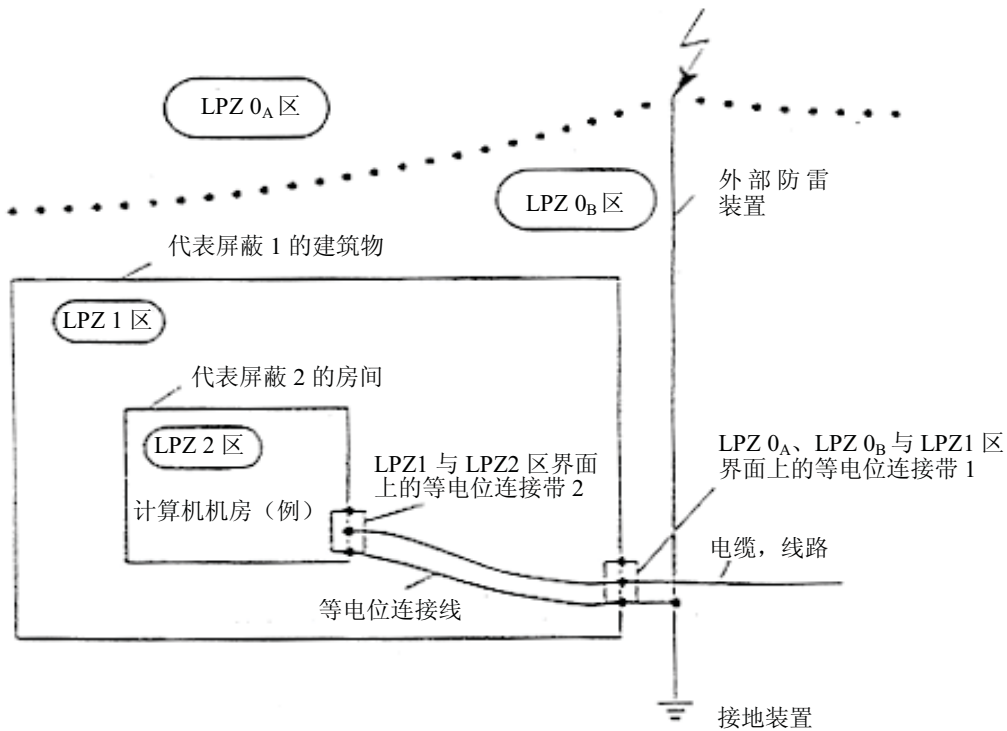 LPZ 0A 区
LPZ 0B 区
外部防雷
装置
代表屏蔽 1 的建筑物
LPZ 1 区
代表屏蔽 2 的房间
LPZ 2 区
LPZ1 与 LPZ2 区界面
上的等电位连接带 2
LPZ 0A、LPZ 0B 与 LPZ1 区
界面上的等电位连接带 1
计算机机房（例）
电缆，线路
等电位连接线
接地装置